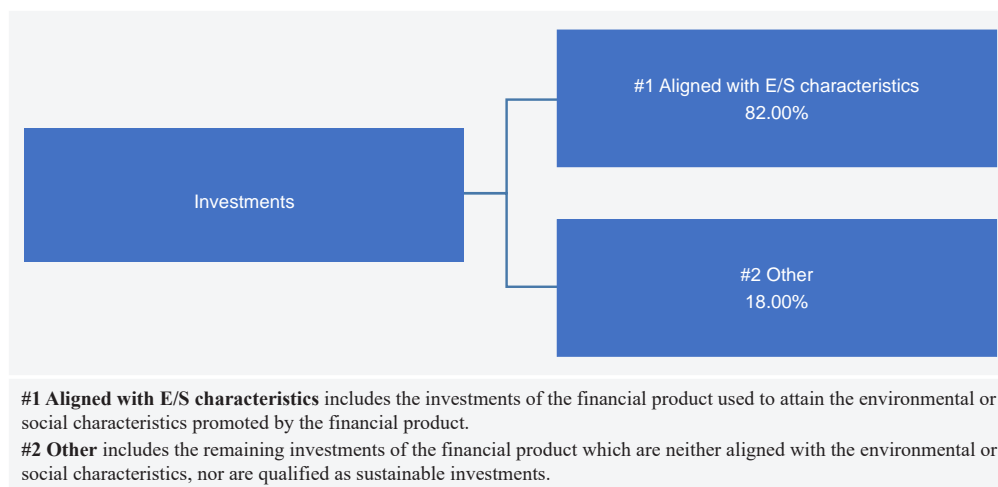 #1 Aligned with E/S characteristics
82.00%
Investments
#2 Other
18.00%
#1 Aligned with E/S characteristics includes the investments of the financial product used to attain the environmental or
social characteristics promoted by the financial product.
#2 Other includes the remaining investments of the financial product which are neither aligned with the environmental or
social characteristics, nor are qualified as sustainable investments.